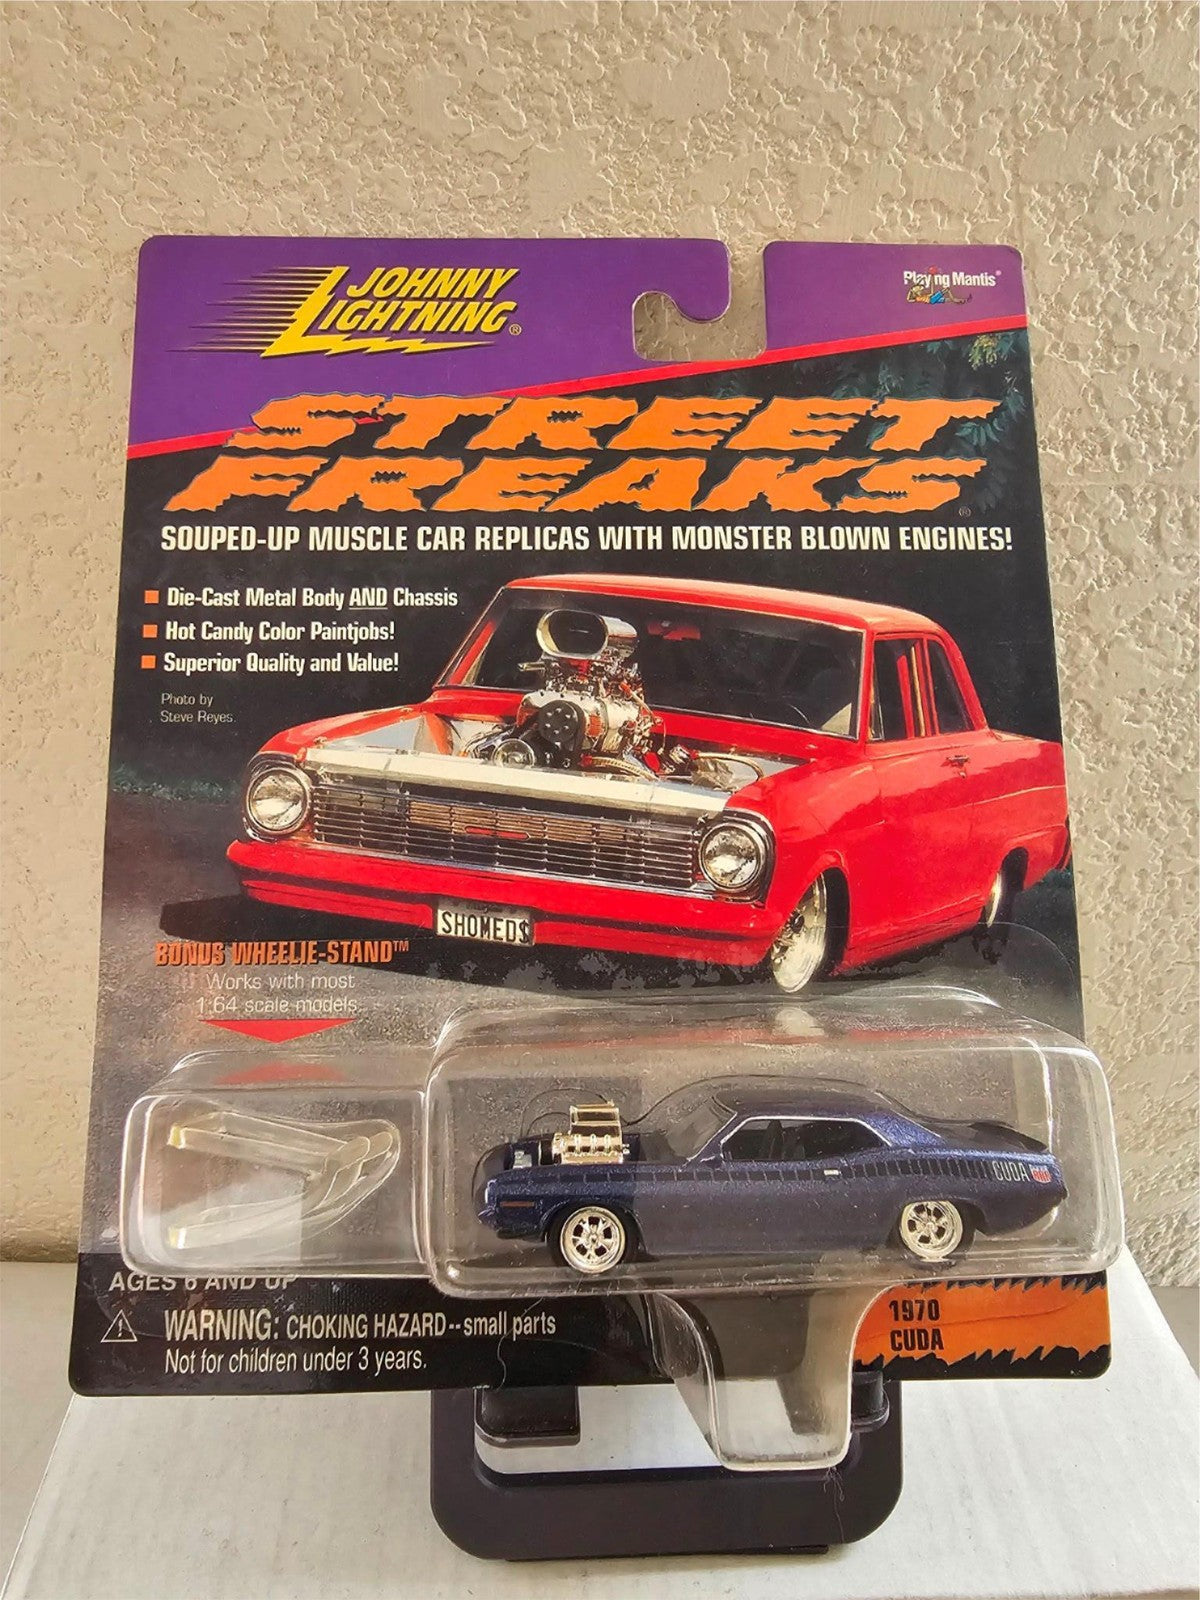 JOHNNY
LIGHTNING®
Playing Mantis®
STREET
FREAKS®
SOUPED-UP MUSCLE CAR REPLICAS WITH MONSTER BLOWN ENGINES!
Die-Cast Metal Body AND Chassis
Hot Candy Color Paintjobs!
Superior Quality and Value!
Photo by
Steve Reyes.
SHOMED$
BONUS WHEELIE-STAND™
Works with most
1:64 scale models
CUDA
AGES 6 AND UP
WARNING: CHOKING HAZARD--small parts
Not for children under 3 years.
1970
CUDA